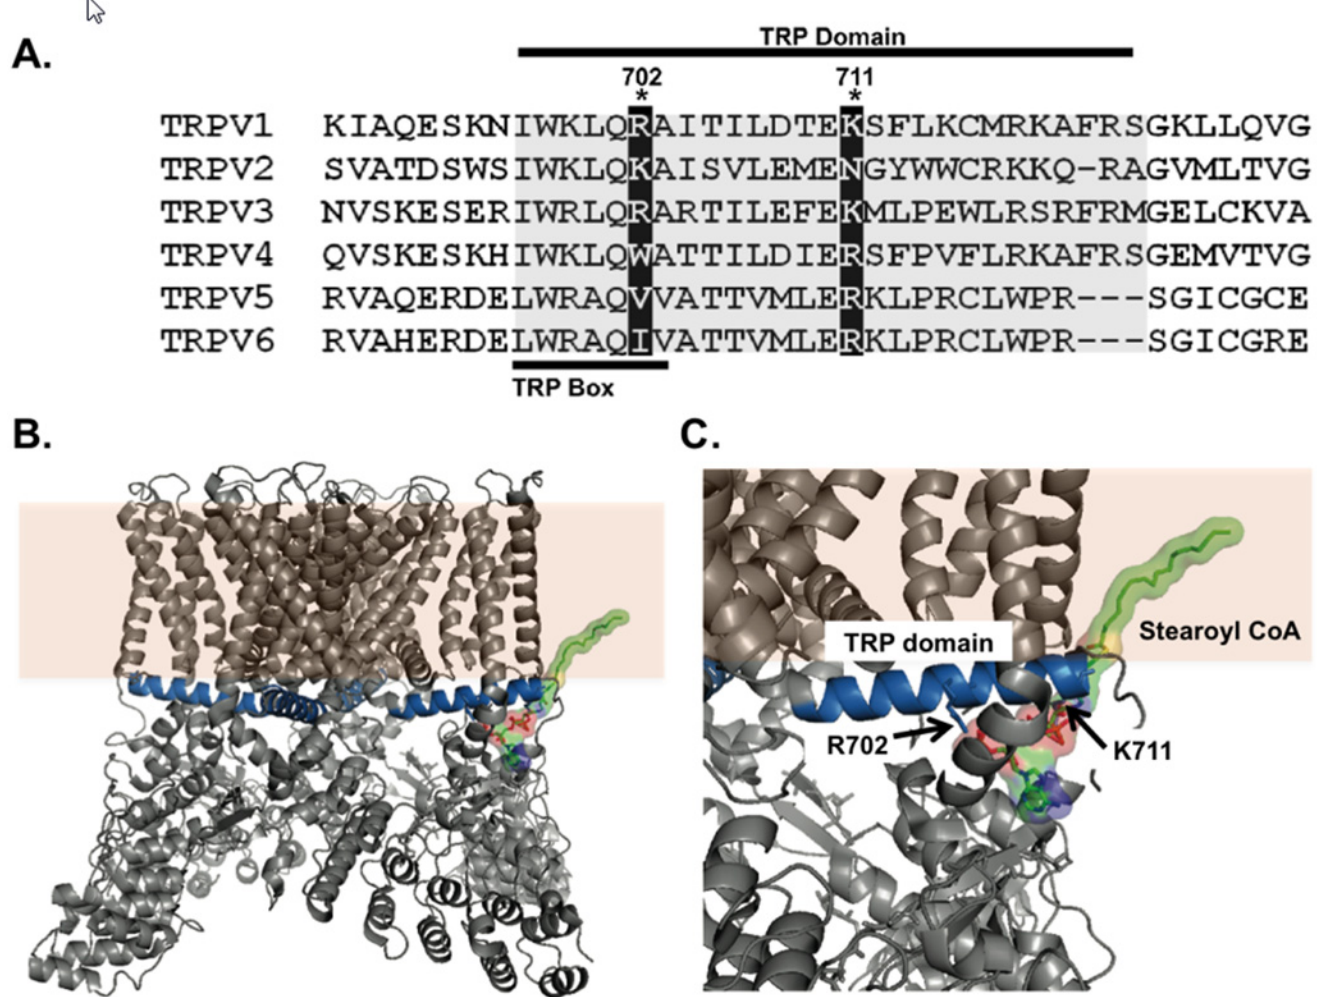 A.
TRP Domain
702 711
* *
TRPV1 KIAQESKNIWKLQRAITILDTEKSFLKCMRKAFRSGKLLQVG
TRPV2 SVATDSWSIWKLQKAISVLEMENGYWWCRKKQ-RAGVMLTVG
TRPV3 NVSKESERIWRLQRARTILEFEKMLPEWLRSRFRMGELCKVA
TRPV4 QVSKESKHIWKLQWATTILDIERSFPVFLRKAFRSGEMVTVG
TRPV5 RVAQERDELWRAQVVATTVMLERKLPRCLWPR---SGICGCE
TRPV6 RVAHERDELWRAQIVATTVMLERKLPRCLWPR---SGICGRE
TRP Box
B.
C.
TRP domain
Stearoyl CoA
R702
K711